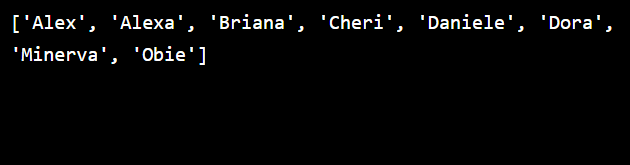 ['Alex', 'Alexa', 'Briana', 'Cheri', 'Daniele', 'Dora',
'Minerva', 'Obie']